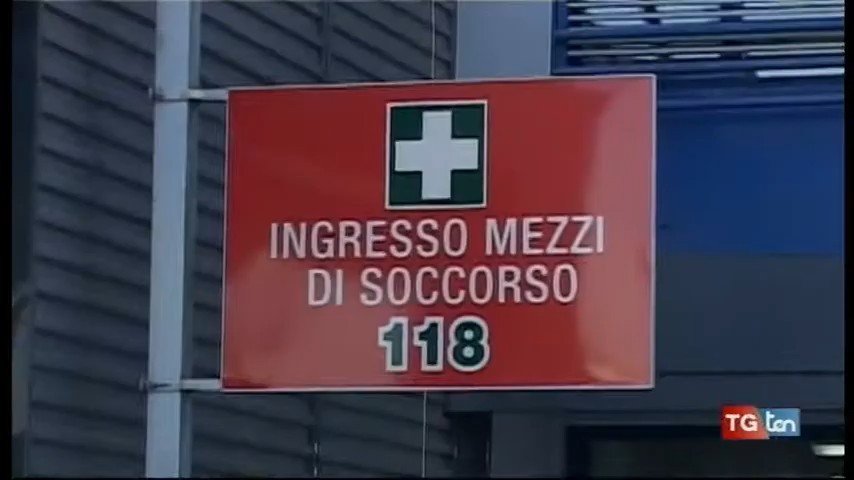 INGRESSO MEZZI
DI SOCCORSO
118
TG ten